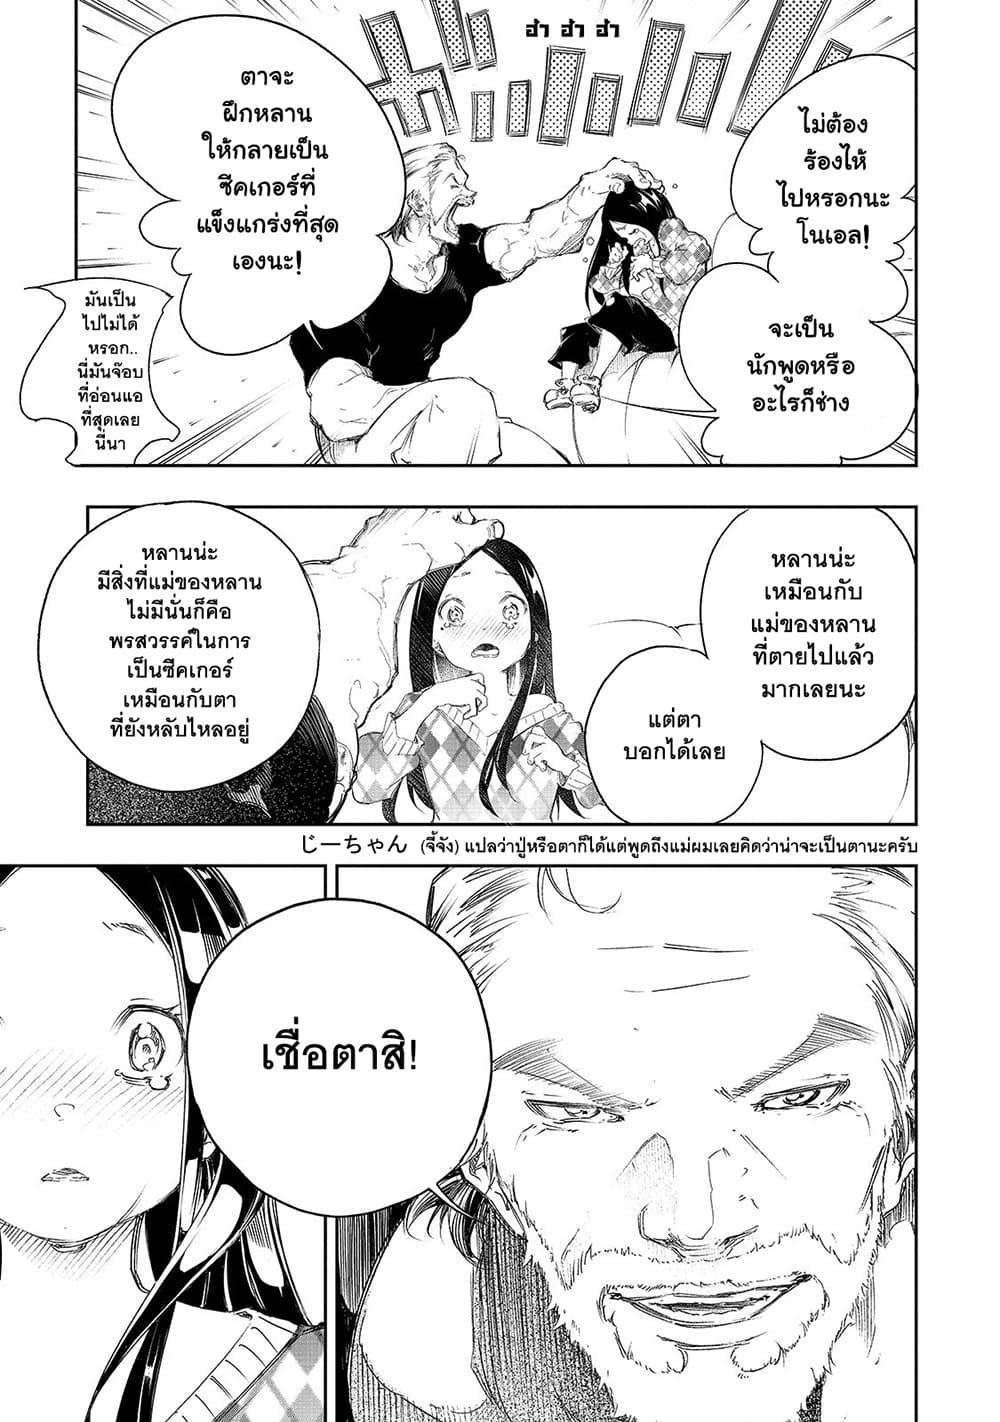 ฮ่า ฮ่า ฮ่า
ไม่ต้อง
ร้องไห้
ไปหรอกนะ
โนเอล!
จะเป็น
นักพูดหรือ
อะไรก็ช่าง
ตาจะ
ฝึกหลาน
ให้กลายเป็น
ซีคเกอร์ที่
แข็งแกร่งที่สุด
เองนะ!
มันเป็น
ไปไม่ได้
หรอก..
นี่มันจ๊อบ
ที่อ่อนแอ
ที่สุดเลย
นี่นา
หลานน่ะ
เหมือนกับ
แม่ของหลาน
ที่ตายไปแล้ว
มากเลยนะ
แต่ตา
บอกได้เลย
หลานน่ะ
มีสิ่งที่แม่ของหลาน
ไม่มีนั่นก็คือ
พรสวรรค์ในการ
เป็นซีคเกอร์
เหมือนกับตา
ที่ยังหลับไหลอยู่
じーちゃん (จี้จัง) แปลว่าปู่หรือตาก็ได้แต่พูดถึงแม่ผมเลยคิดว่าน่าจะเป็นตานะครับ
เชื่อตาสิ!